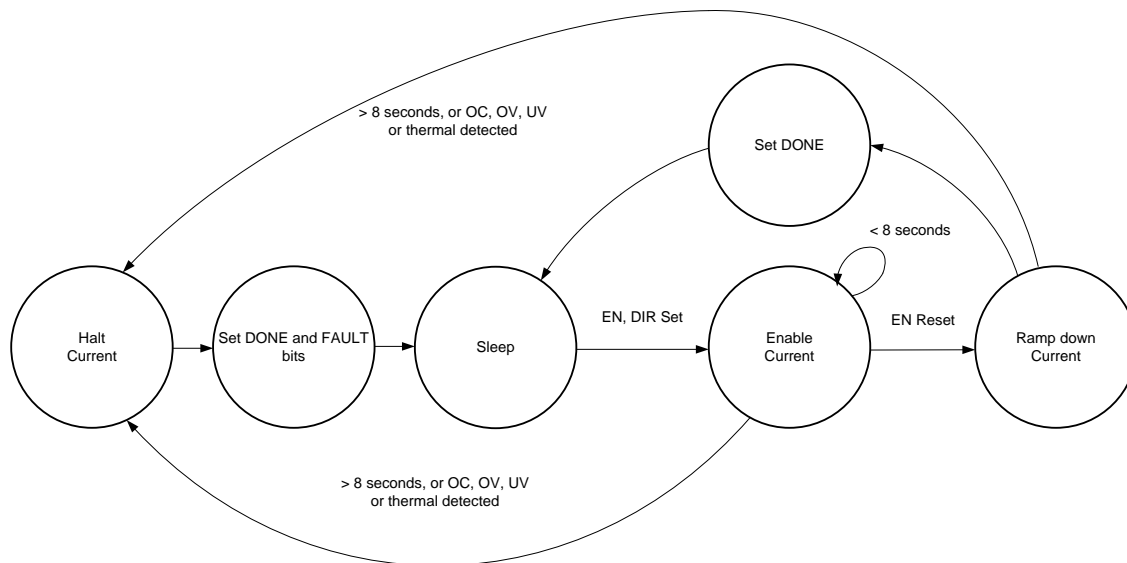 > 8 seconds, or OC, OV, UV
or thermal detected
Set DONE
< 8 seconds
Halt
Current
Set DONE and FAULT
bits
Sleep
EN, DIR Set
Enable
Current
EN Reset
Ramp down
Current
> 8 seconds, or OC, OV, UV
or thermal detected